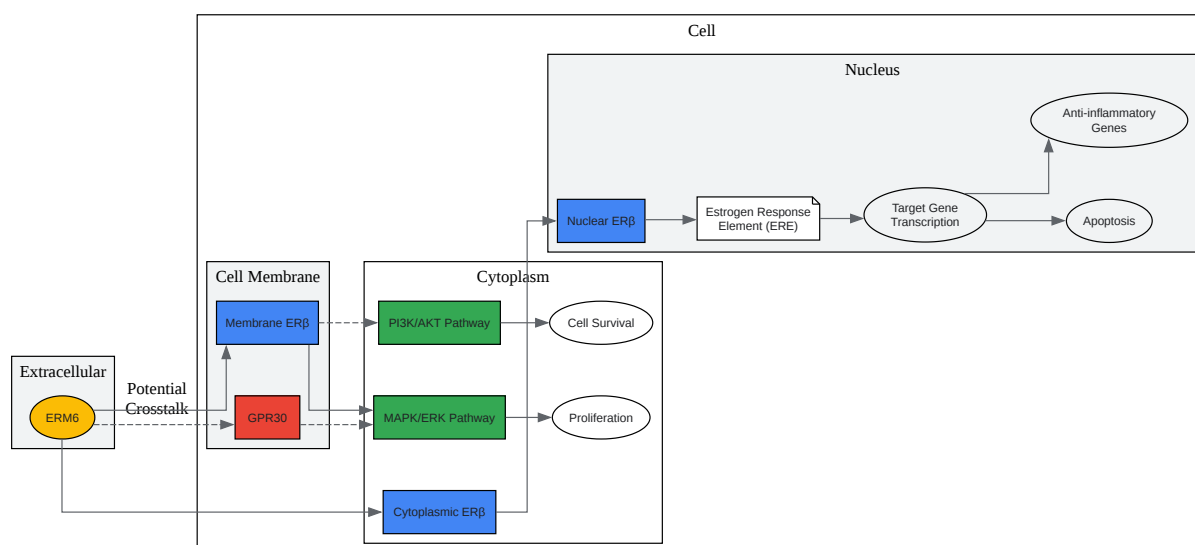 Cell
Nucleus
Anti-inflammatory
Genes
Nuclear ERβ
Estrogen Response
Element (ERE)
Target Gene
Transcription
Apoptosis
Cell Membrane
Cytoplasm
Membrane ERβ
PI3K/AKT Pathway
Cell Survival
Extracellular
Potential
Crosstalk
ERM6
GPR30
MAPK/ERK Pathway
Proliferation
Cytoplasmic ERβ